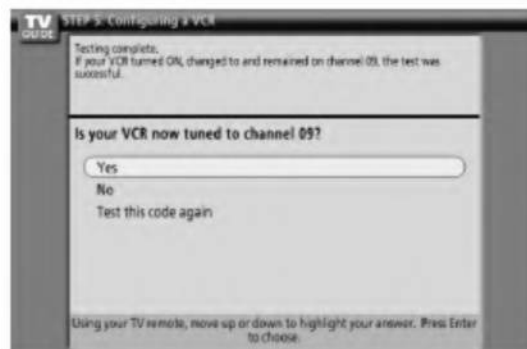 TV
GUIDE
STEP 5: Configuring a VCR
Testing complete.
If your VCR turned ON, changed to and remained on channel 09, the test was
successful.
Is your VCR now tuned to channel 09?
Yes
No
Test this code again
Using your TV remote, move up or down to highlight your answer. Press Enter
to choose.